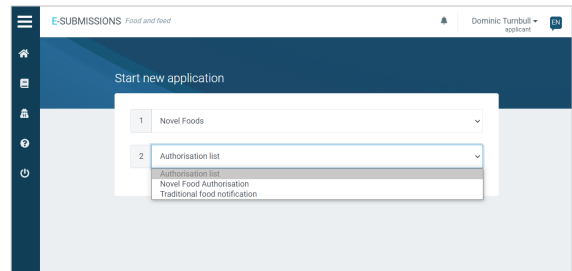 E-SUBMISSIONS Food and feed
Dominic Turnbull
applicant
EN
Start new application
1 Novel Foods
2 Authorisation list
Authorisation list
Novel Food Authorisation
Traditional food notification